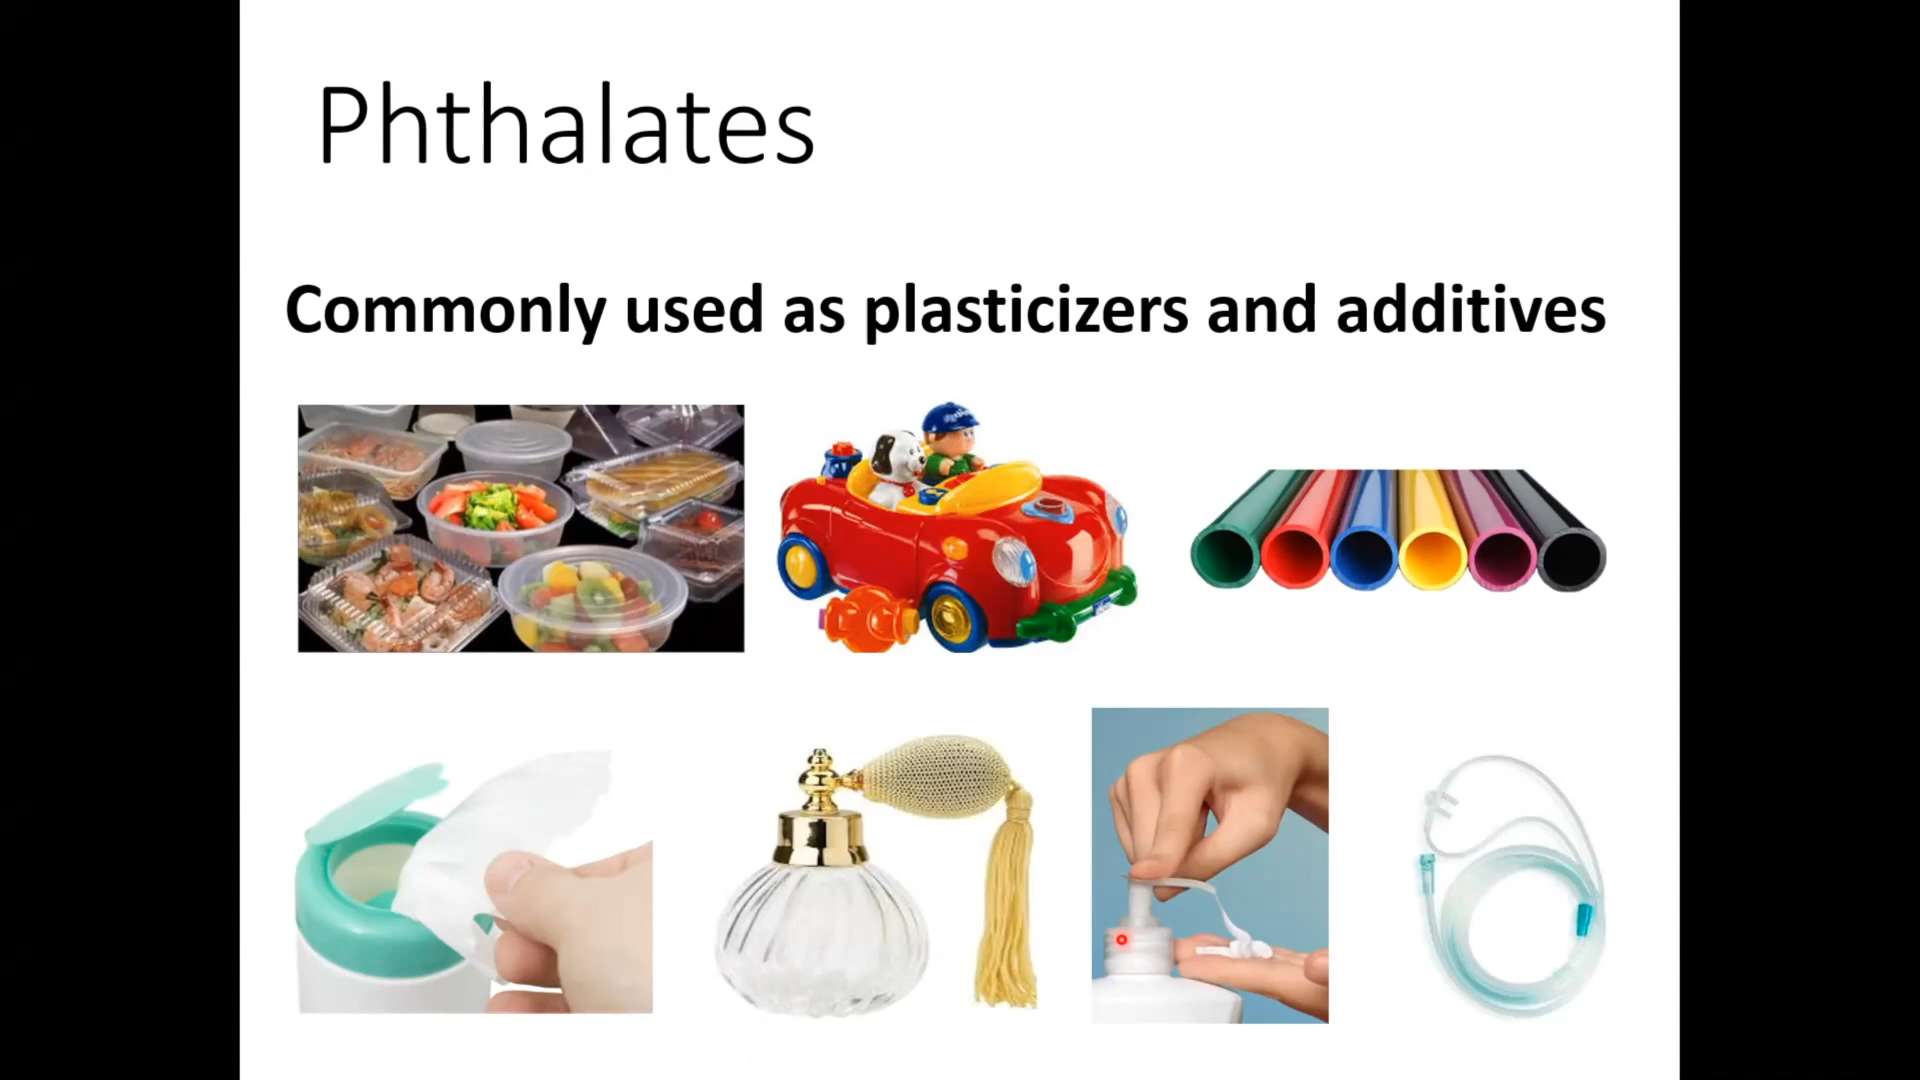 Phthalates
Commonly used as plasticizers and additives